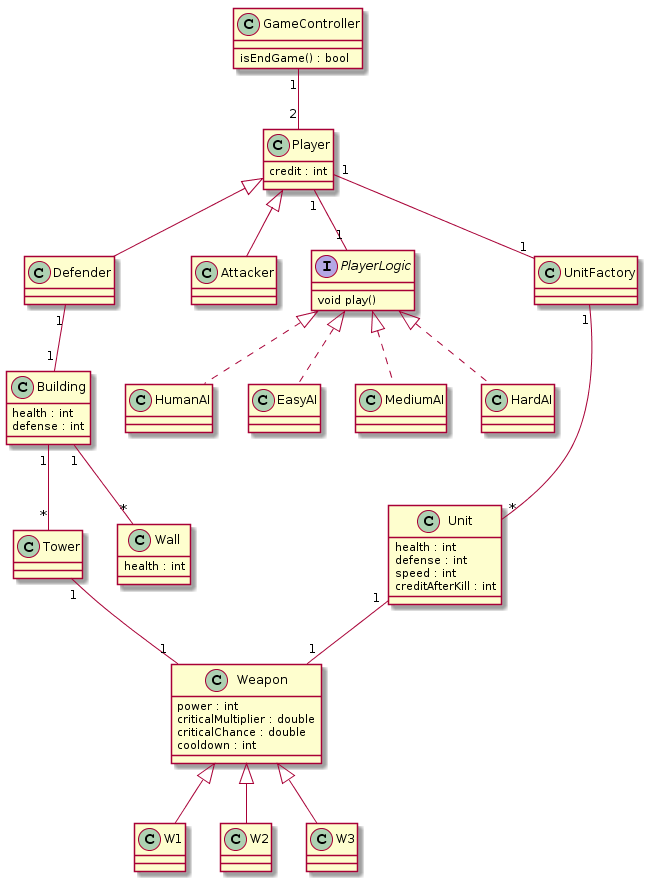 C GameController
isEndGame() : bool
1
2
C Player
credit : int
1
1
1
1
C Defender
C Attacker
I PlayerLogic
void play()
C UnitFactory
1
1
1
C Building
health : int
defense : int
C HumanAI
C EasyAI
C MediumAI
C HardAI
1
1
*
*
*
C Tower
C Wall
health : int
C Unit
health : int
defense : int
speed : int
creditAfterKill : int
1
1
1
1
C Weapon
power : int
criticalMultiplier : double
criticalChance : double
cooldown : int
C W1
C W2
C W3